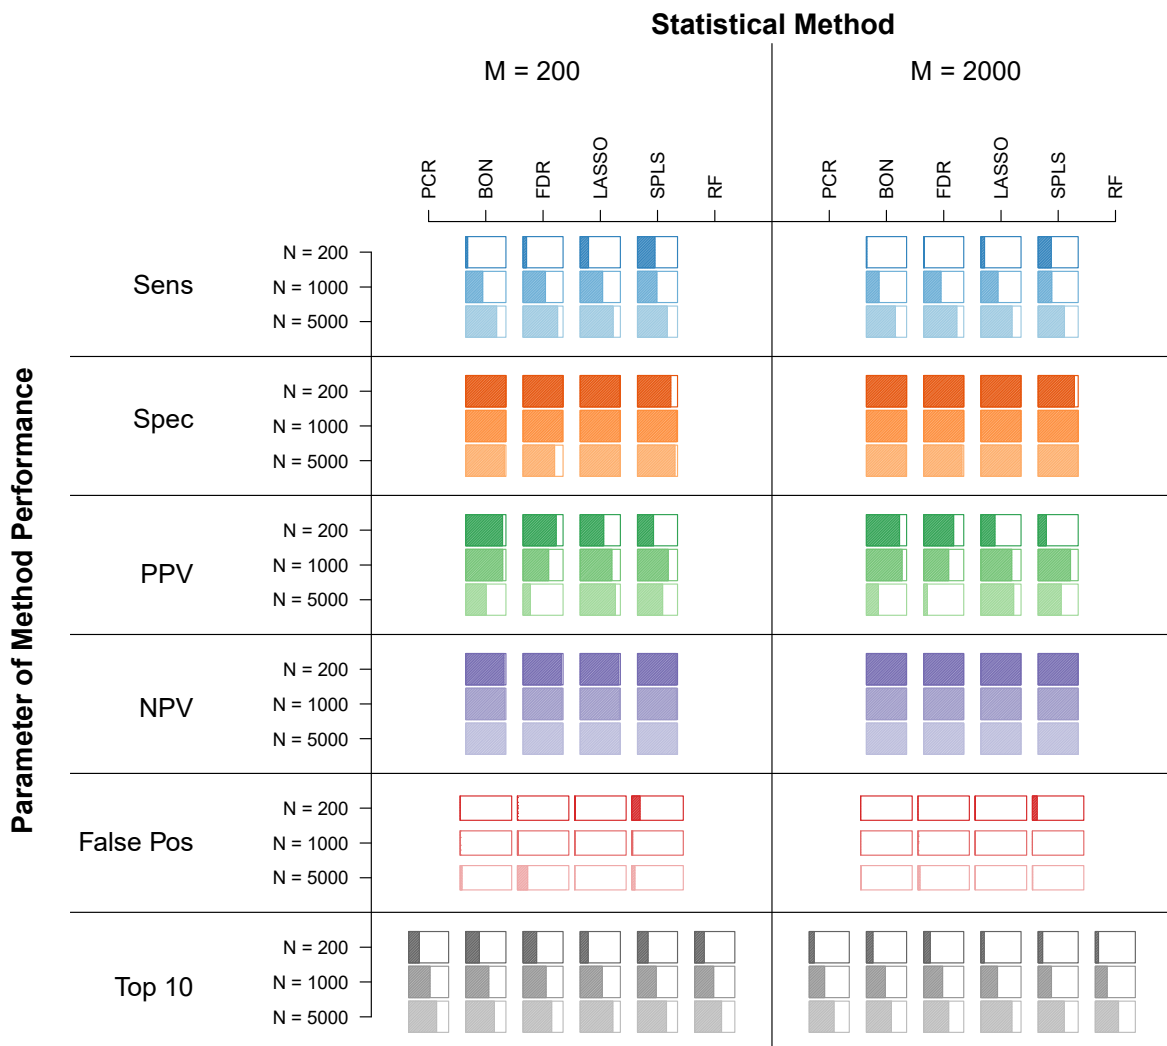 Statistical Method
M = 200
M = 2000
PCR
BON
FDR
LASSO
SPLS
RF
PCR
BON
FDR
LASSO
SPLS
RF
Parameter of Method Performance
Sens
N = 200
N = 1000
N = 5000
Spec
N = 200
N = 1000
N = 5000
PPV
N = 200
N = 1000
N = 5000
NPV
N = 200
N = 1000
N = 5000
False Pos
N = 200
N = 1000
N = 5000
Top 10
N = 200
N = 1000
N = 5000